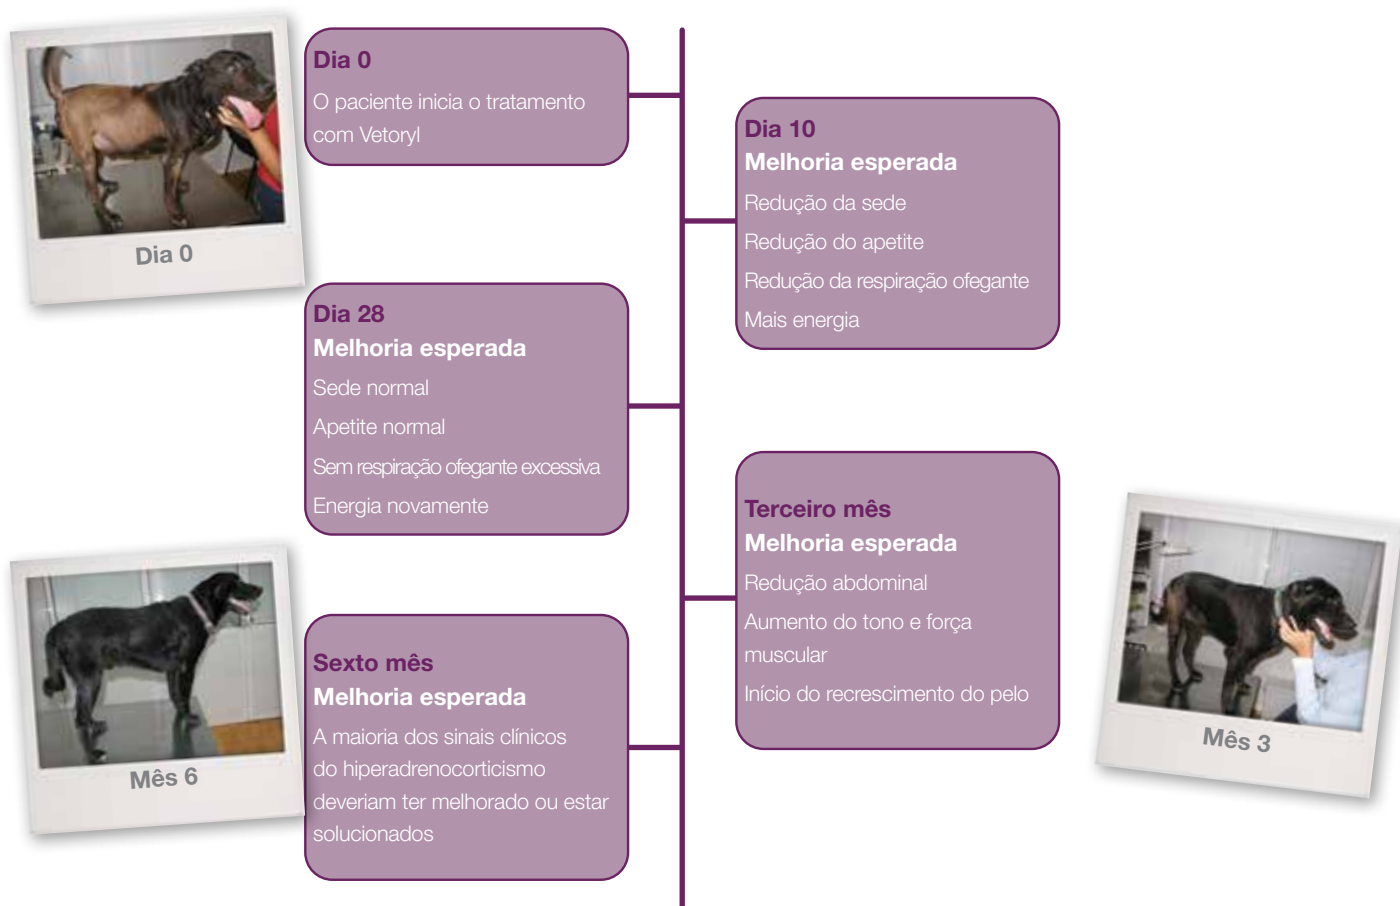 Dia 0
Dia 0
O paciente inicia o tratamento
com Vetoryl
Dia 10
Melhoria esperada
Redução da sede
Redução do apetite
Redução da respiração ofegante
Mais energia
Dia 28
Melhoria esperada
Sede normal
Apetite normal
Sem respiração ofegante excessiva
Energia novamente
Terceiro mês
Melhoria esperada
Redução abdominal
Aumento do tono e força
muscular
Início do recrescimento do pelo
Mês 3
Sexto mês
Melhoria esperada
A maioria dos sinais clínicos
do hiperadrenocorticismo
deveriam ter melhorado ou estar
solucionados
Mês 6